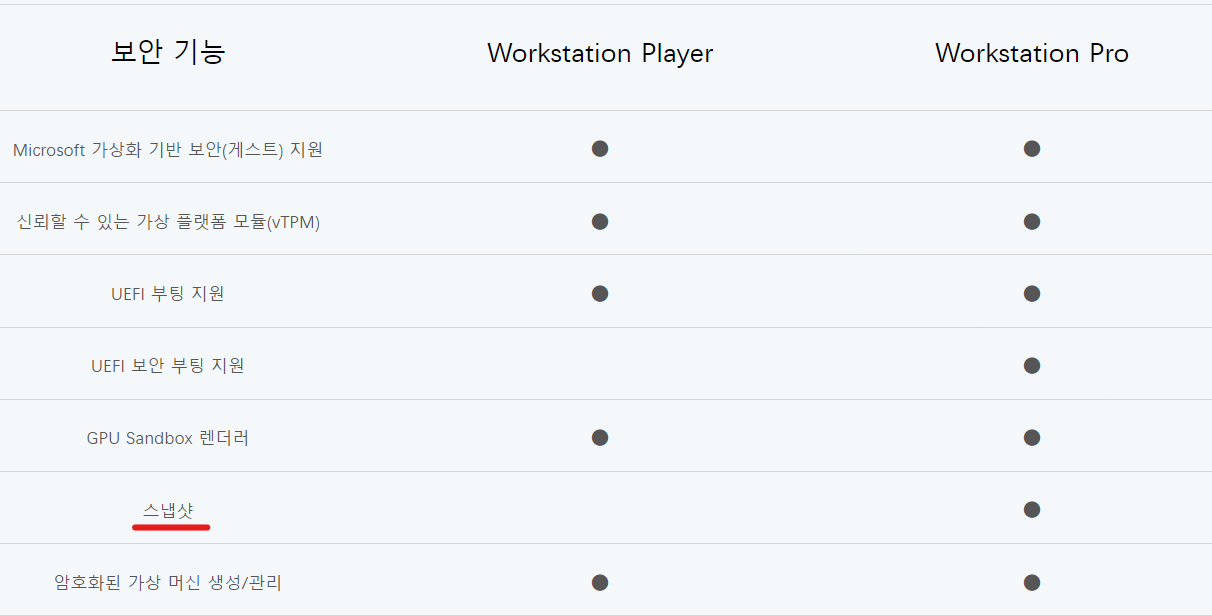 보안 기능 Workstation Player Workstation Pro
Microsoft 가상화 기반 보안(게스트) 지원 ● ●
신뢰할 수 있는 가상 플랫폼 모듈(vTPM) ● ●
UEFI 부팅 지원 ● ●
UEFI 보안 부팅 지원 ●
GPU Sandbox 렌더러 ● ●
스냅샷 ●
암호화된 가상 머신 생성/관리 ● ●